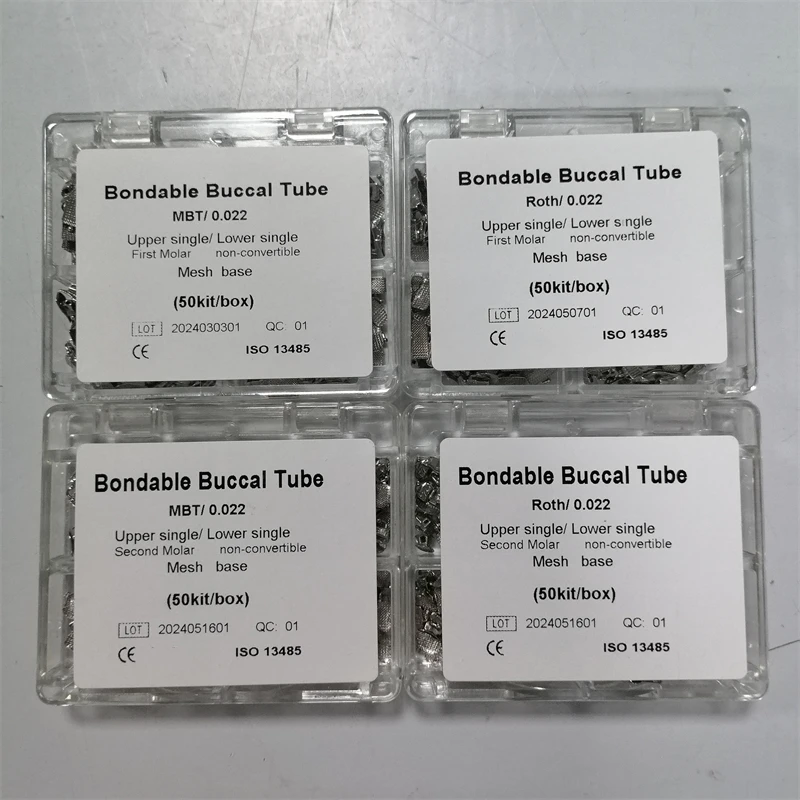 Bondable Buccal Tube
MBT/ 0.022
Upper single/ Lower single
First Molar non-convertible
Mesh base
(50kit/box)
LOT 2024030301 QC: 01
CE ISO 13485
Bondable Buccal Tube
Roth/ 0.022
Upper single/ Lower single
First Molar non-convertible
Mesh base
(50kit/box)
LOT 2024050701 QC: 01
CE ISO 13485
Bondable Buccal Tube
MBT/ 0.022
Upper single/ Lower single
Second Molar non-convertible
Mesh base
(50kit/box)
LOT 2024051601 QC: 01
CE ISO 13485
Bondable Buccal Tube
Roth/ 0.022
Upper single/ Lower single
Second Molar non-convertible
Mesh base
(50kit/box)
LOT 2024051601 QC: 01
CE ISO 13485